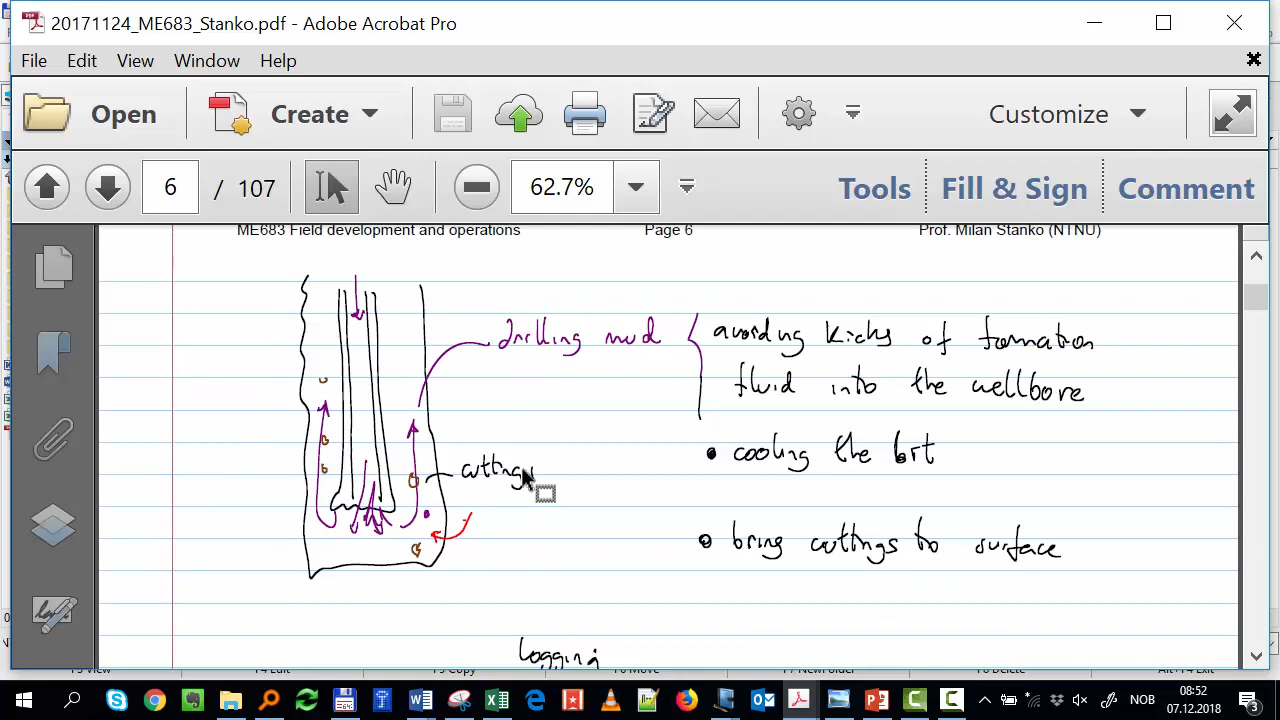 20171124_ME683_Stanko.pdf - Adobe Acrobat Pro
File Edit View Window Help
Open Create Customize
6 / 107 62.7% Tools Fill & Sign Comment
ME683 Field development and operations Page 6 Prof. Milan Stanko (NTNU)
drilling mud
avoiding kicks of formation
fluid into the wellbore
• cooling the bit
cuttings
• bring cuttings to surface
logging
NOB
08:52
07.12.2018